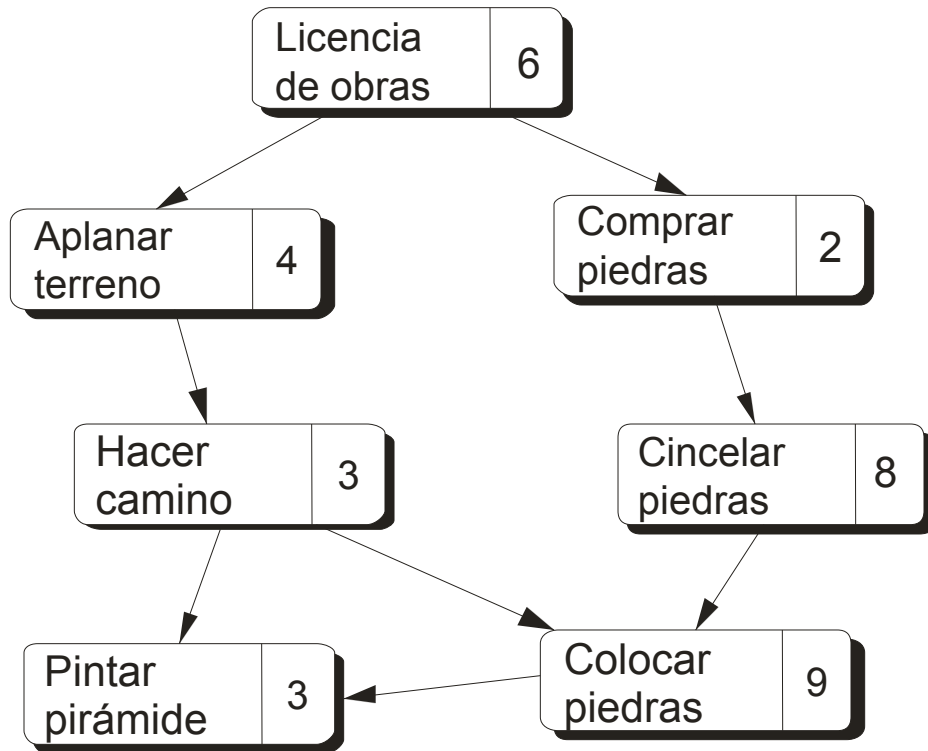 Licencia
de obras
6
Aplanar
terreno
4
Comprar
piedras
2
Hacer
camino
3
Cincelar
piedras
8
Pintar
pirámide
3
Colocar
piedras
9